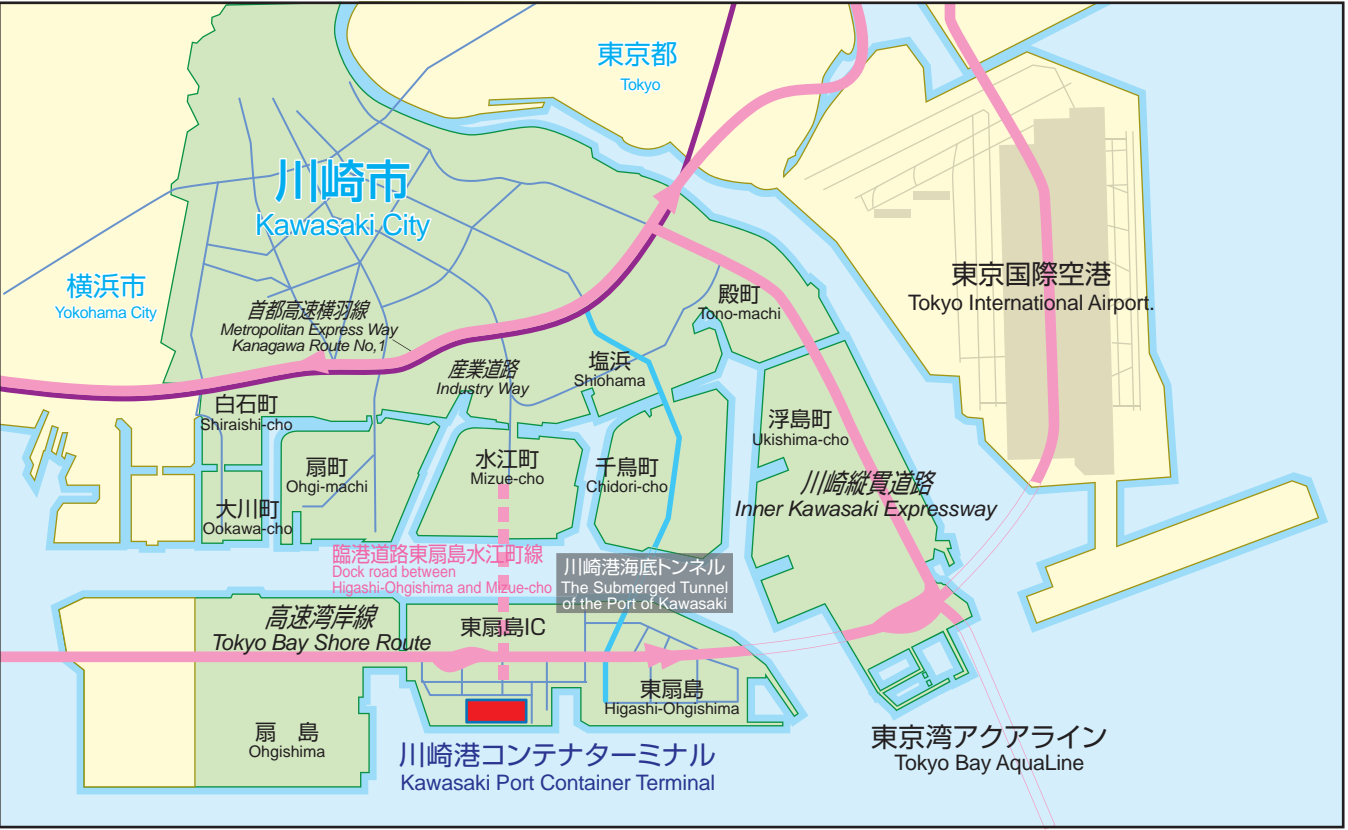 東京都
Tokyo
川崎市
Kawasaki City
横浜市
Yokohama City
首都高速横羽線
Metropolitan Express Way
Kanagawa Route No,1
殿町
Tono-machi
東京国際空港
Tokyo International Airport.
産業道路
Industry Way
塩浜
Shiohama
白石町
Shiraishi-cho
浮島町
Ukishima-cho
扇町
Ohgi-machi
水江町
Mizue-cho
千鳥町
Chidori-cho
川崎縦貫道路
Inner Kawasaki Expressway
大川町
Ookawa-cho
臨港道路東扇島水江町線
Dock road between
Higashi-Ohgishima and Mizue-cho
川崎港海底トンネル
The Submerged Tunnel
of the Port of Kawasaki
高速湾岸線
Tokyo Bay Shore Route
東扇島IC
東扇島
Higashi-Ohgishima
扇 島
Ohgishima
川崎港コンテナターミナル
Kawasaki Port Container Terminal
東京湾アクアライン
Tokyo Bay AquaLine